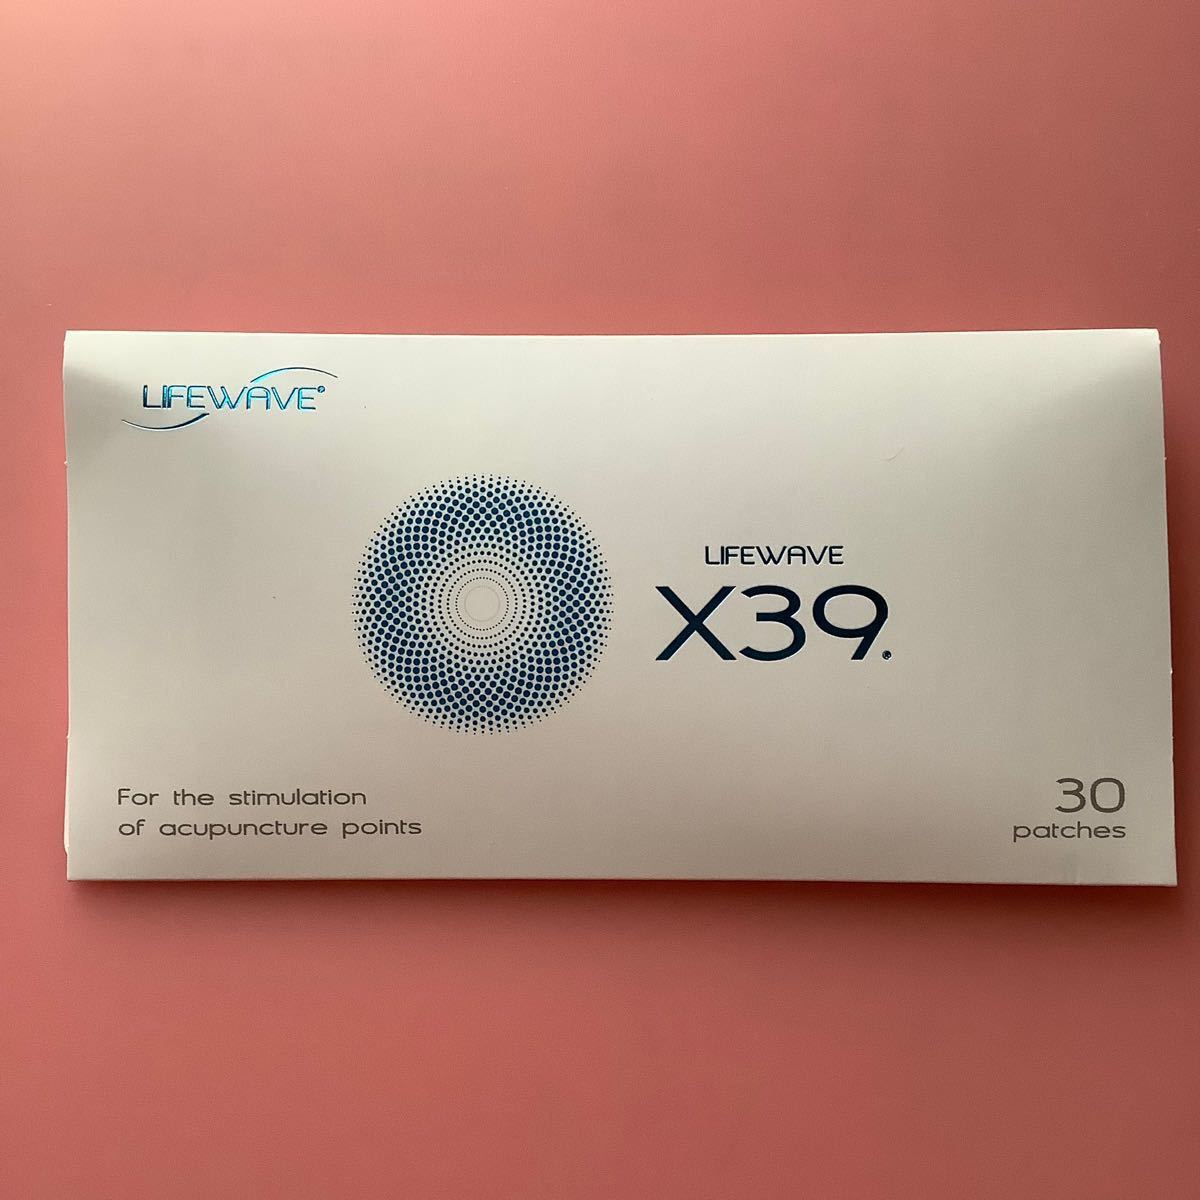 LIFEWAVE®
LIFEWAVE
X39®
For the stimulation
of acupuncture points
30
patches